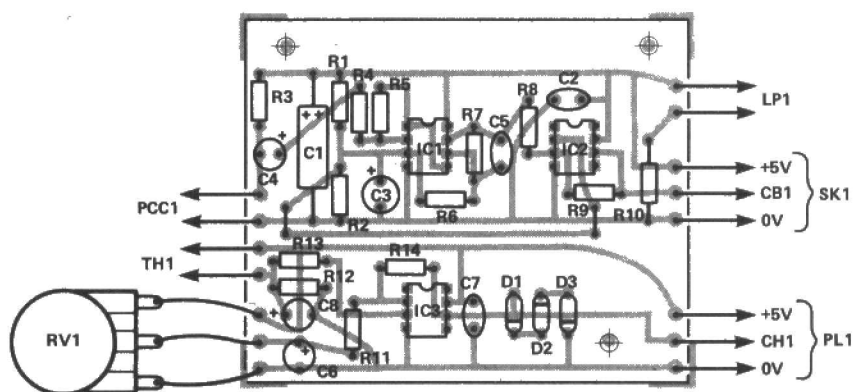 R1
R4
R5
R3
C2
R8
LP1
R7
C5
IC1
IC2
C1
C4
+5V
C3
CB1
SK1
PCC1
R6
R9
R10
0V
R2
R13
R14
TH1
R12
C7
D1
D3
C8
+5V
RV1
IC3
CH1
PL1
R11
D2
C6
0V